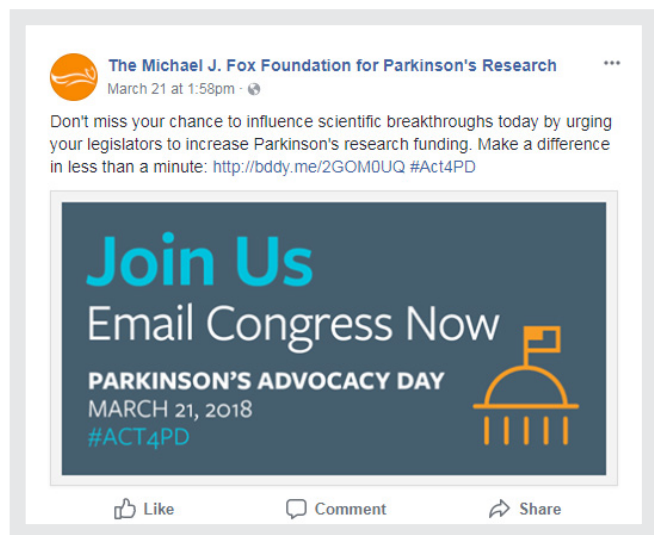 The Michael J. Fox Foundation for Parkinson's Research
March 21 at 1:58pm ·
Don't miss your chance to influence scientific breakthroughs today by urging
your legislators to increase Parkinson's research funding. Make a difference
in less than a minute: http://bddy.me/2GOM0UQ #Act4PD
Join Us
Email Congress Now
PARKINSON'S ADVOCACY DAY
MARCH 21, 2018
#ACT4PD
Like Comment Share